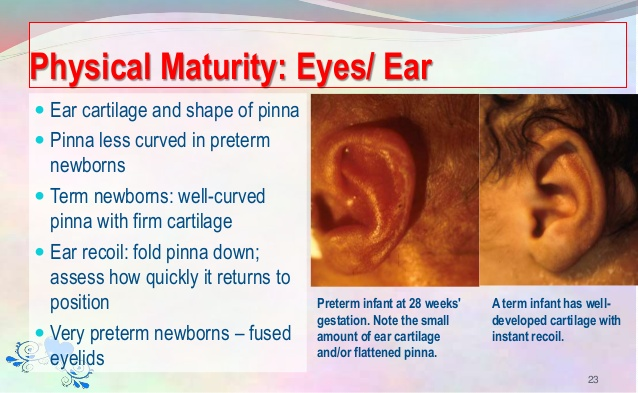 Physical Maturity: Eyes/ Ear
Ear cartilage and shape of pinna
Pinna less curved in preterm
newborns
Term newborns: well-curved
pinna with firm cartilage
Ear recoil: fold pinna down;
assess how quickly it returns to
position
Very preterm newborns – fused
eyelids
Preterm infant at 28 weeks'
gestation. Note the small
amount of ear cartilage
and/or flattened pinna.
A term infant has well-
developed cartilage with
instant recoil.
23